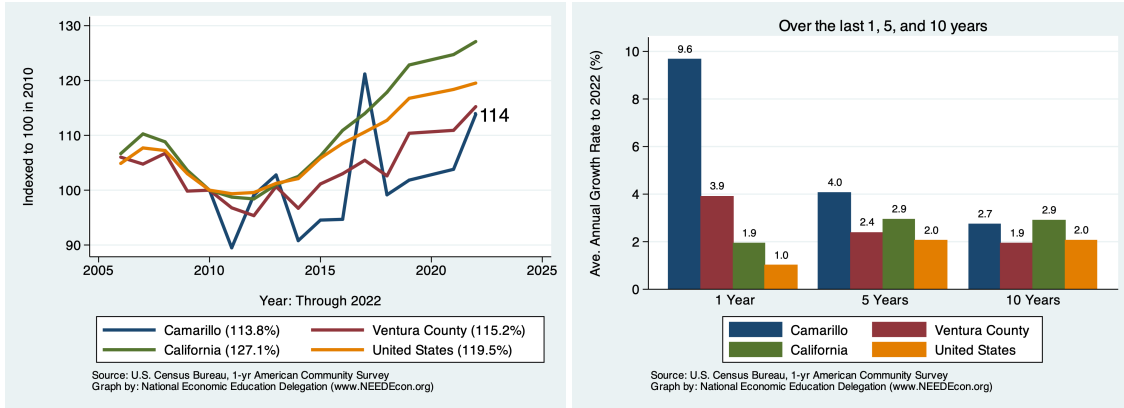 Indexed to 100 in 2010
130
120
110
100
90
114
2005 2010 2015 2020 2025
Year: Through 2022
Camarillo (113.8%) Ventura County (115.2%)
California (127.1%) United States (119.5%)
Source: U.S. Census Bureau, 1-yr American Community Survey
Graph by: National Economic Education Delegation (www.NEEDEcon.org)
Over the last 1, 5, and 10 years
Ave. Annual Growth Rate to 2022 (%)
10
8
6
4
2
0
9.6 3.9 1.9 1.0
4.0 2.4 2.9 2.0
2.7 1.9 2.9 2.0
1 Year 5 Years 10 Years
Camarillo Ventura County
California United States
Source: U.S. Census Bureau, 1-yr American Community Survey
Graph by: National Economic Education Delegation (www.NEEDEcon.org)